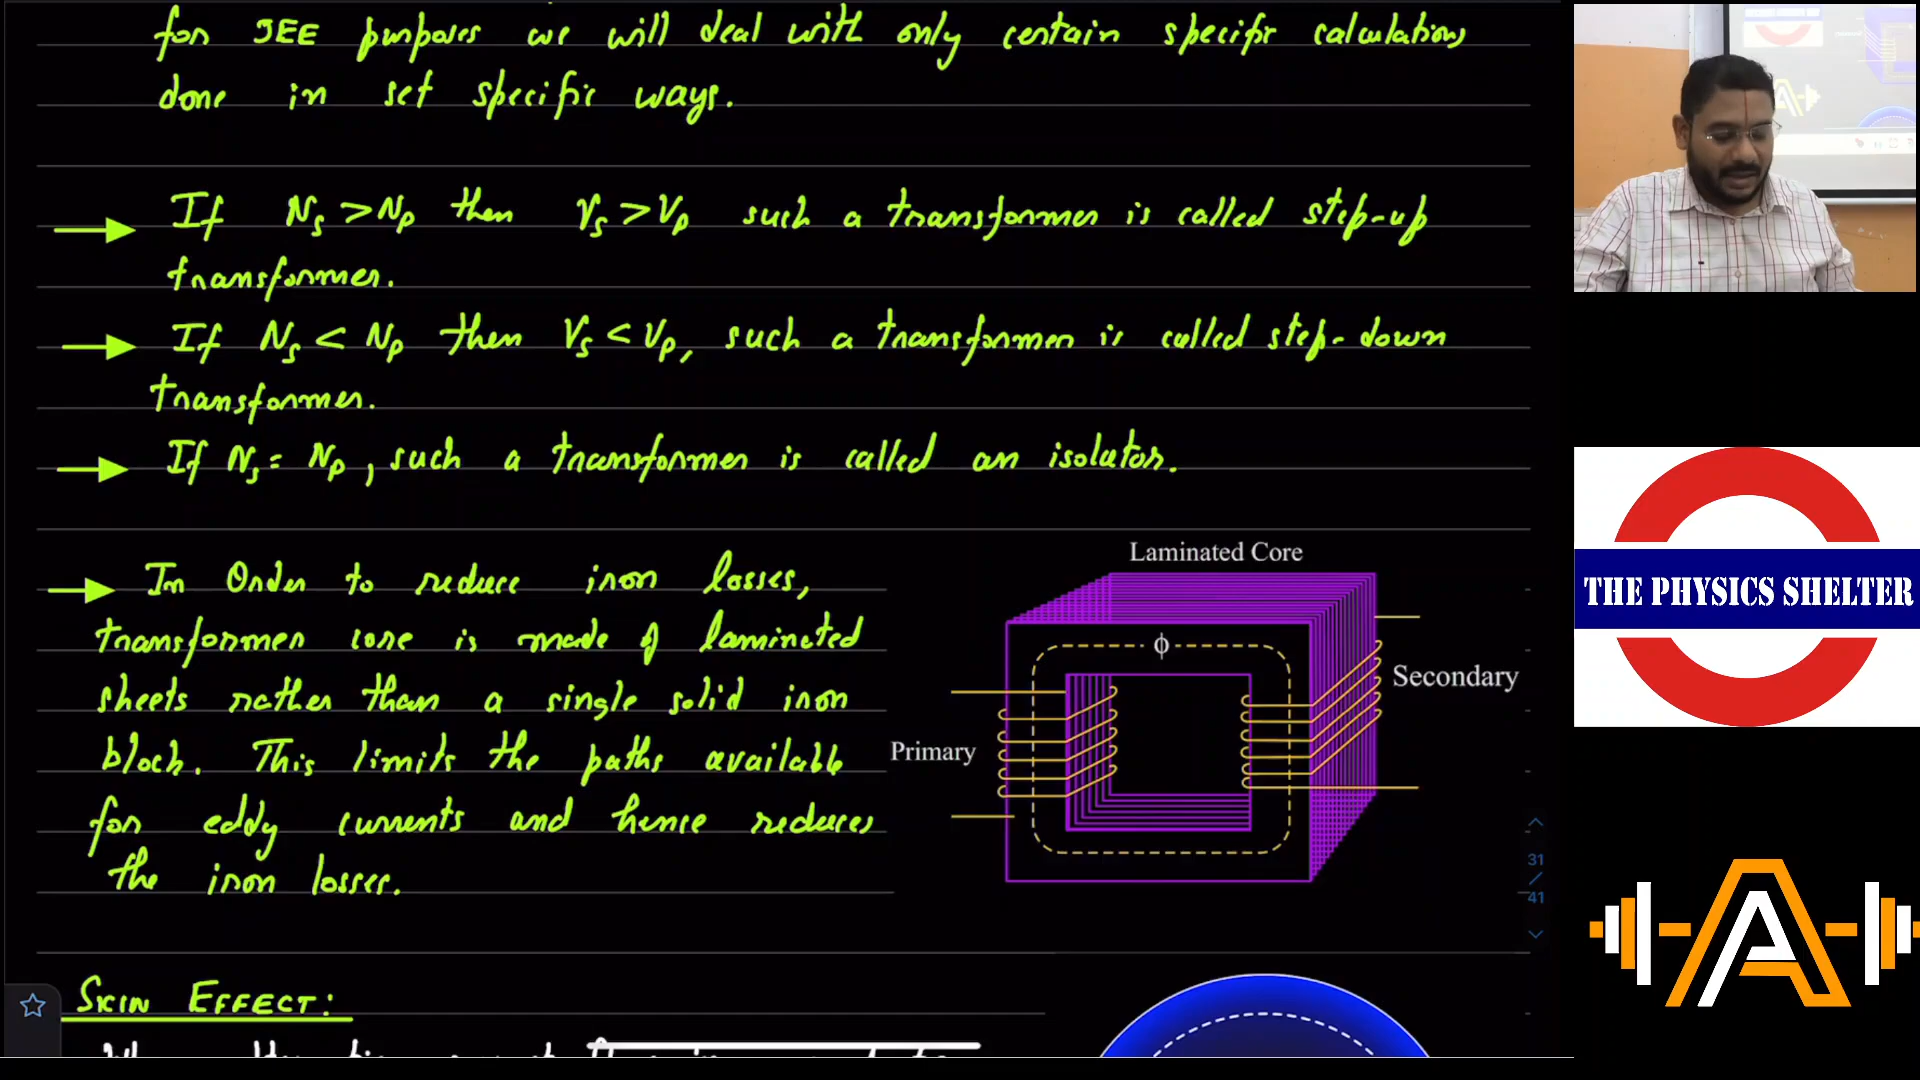 for JEE purposes we will deal with only certain specific calculations
done in set specific ways.
If Ns > Np then Vs > Vp such a transformer is called step-up
transformer.
If Ns < Np then Vs < Vp, such a transformer is called step-down
transformer.
If Ns = Np, such a transformer is called an isolator.
In Order to reduce iron losses,
transformer core is made of laminated
sheets rather than a single solid iron
block. This limits the paths available
for eddy currents and hence reduces
the iron losses.
Laminated Core
ϕ
Primary
Secondary
31
/
41
SKIN EFFECT:
THE PHYSICS SHELTER
A